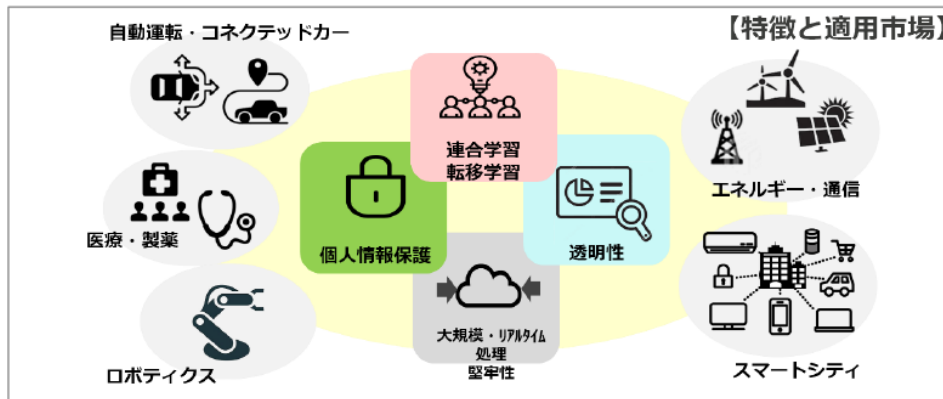 【特徴と適用市場】
自動運転・コネクテッドカー
連合学習
転移学習
個人情報保護
透明性
大規模・ﾘｱﾙﾀｲﾑ
処理
堅牢性
医療・製薬
ロボティクス
エネルギー・通信
スマートシティ